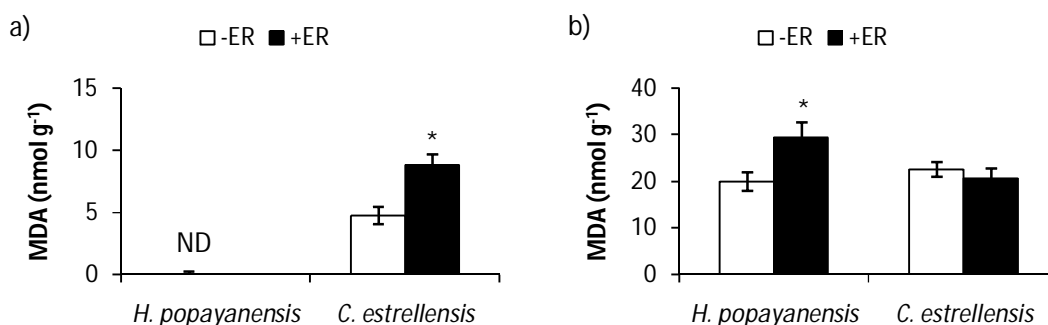 a)
-ER +ER
MDA (nmol g⁻¹)
15
10
5
0
ND
*
H. popayanensis C. estrellensis
b)
-ER +ER
MDA (nmol g⁻¹)
40
30
20
10
0
*
H. popayanensis C. estrellensis